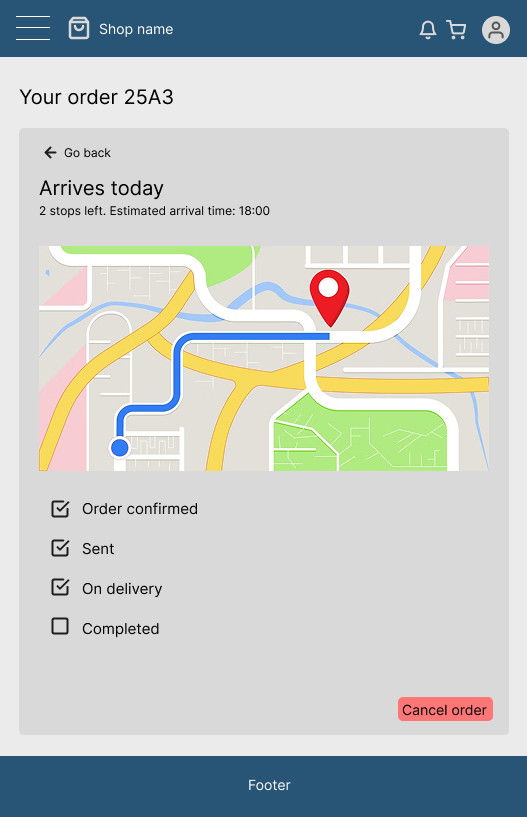 Shop name
Your order 25A3
Go back
Arrives today
2 stops left. Estimated arrival time: 18:00
Order confirmed
Sent
On delivery
Completed
Cancel order
Footer